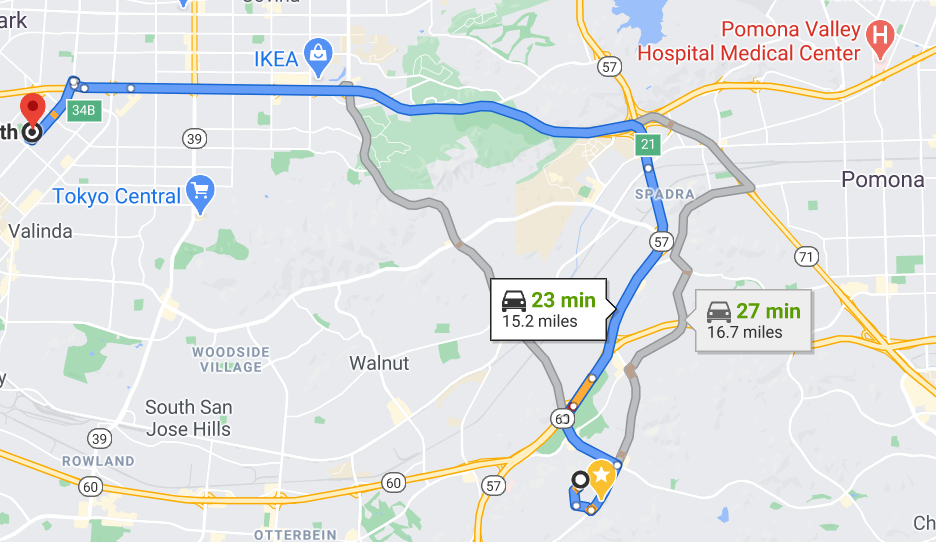 Covina
ark
Pomona Valley
Hospital Medical Center
H
IKEA
57
34B
th
39
21
Tokyo Central
SPADRA
Pomona
Valinda
57
71
23 min
15.2 miles
27 min
16.7 miles
WOODSIDE
VILLAGE
Walnut
y
South San
Jose Hills
60
39
ROWLAND
60
60
57
OTTERBEIN
Ch